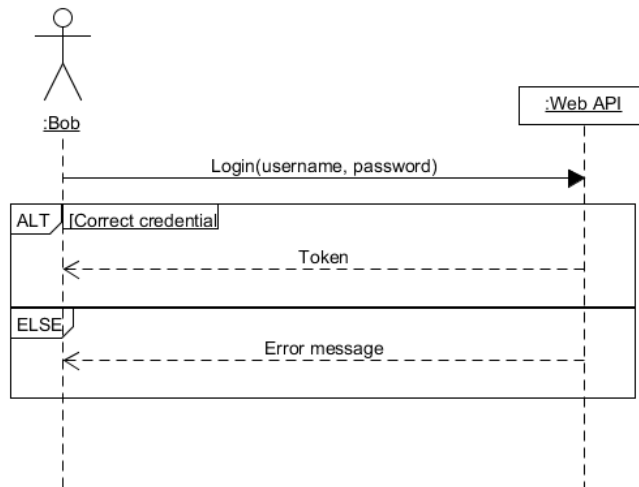 :Bob
:Web API
Login(username, password)
ALT
[Correct credential
Token
ELSE
Error message